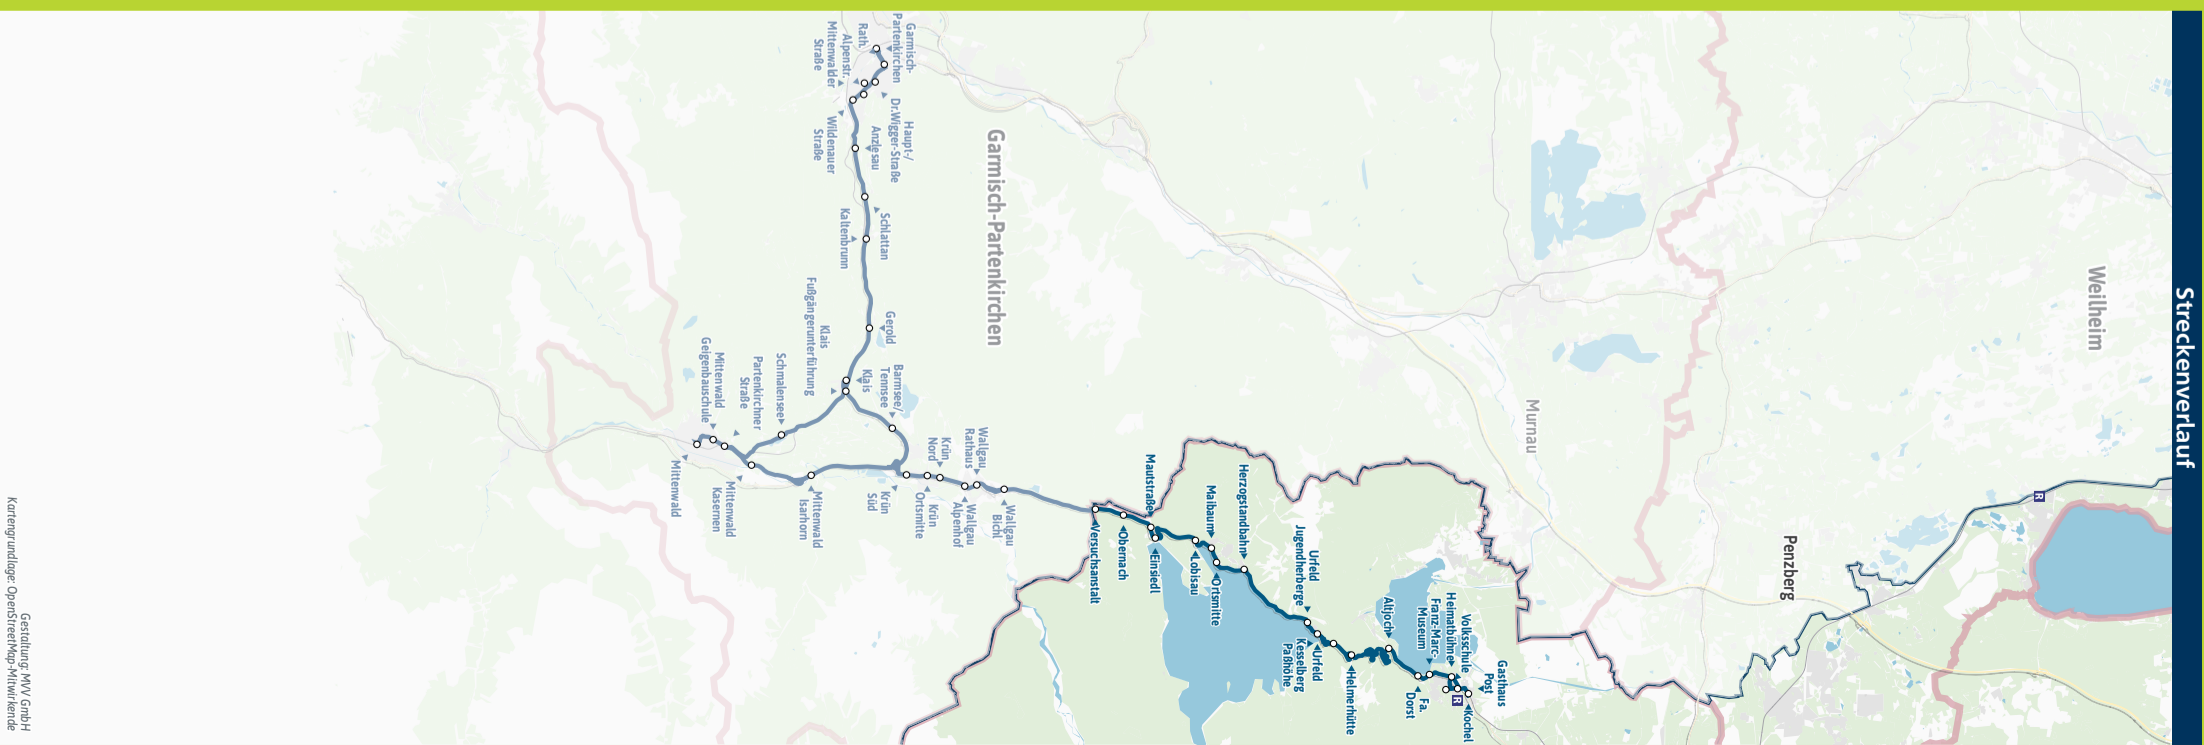 Streckenverlauf
Weilheim
Penzberg
R
Murnau
Garmisch-Partenkirchen
Garmisch-
Partenkirchen
Rath.
Alpenstr.
Mittenwalder
Straße
Haupt-/
Dr.Wigger-Straße
Anzlesau
Wildenauer
Straße
Schlattan
Kaltenbrunn
Gerold
Klais
Fußgängerunterführung
Klais
Barmsee/
Tennsee
Schmalensee
Partenkirchner
Straße
Mittenwald
Geigenbauschule
Mittenwald
Mittenwald
Kasernen
Mittenwald
Isarhorn
Krün
Süd
Krün
Ortsmitte
Krün
Nord
Wallgau
Rathaus
Wallgau
Alpenhof
Wallgau
Bichl
Versuchsanstalt
Obernach
Mautstraße
Einsiedl
Lobisau
Maibaum
Ortsmitte
Herzogstandbahn
Urfeld
Jugendherberge
Urfeld
Kesselberg
Paßhöhe
Helmerhütte
Altjoch
Fa.
Dorst
Franz-Marc-
Museum
Heimatbühne
Volksschule
Gasthaus
Post
R
Kochel
Gestaltung: MVV GmbH
Kartengrundlage: OpenStreetMap-Mitwirkende